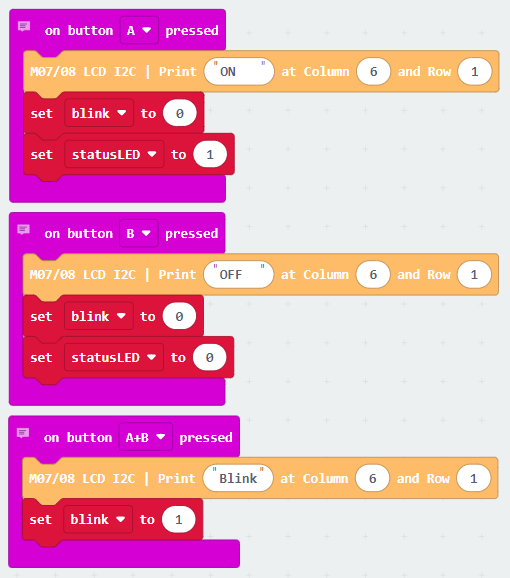 on button A pressed
M07/08 LCD I2C | Print "ON   " at Column 6 and Row 1
set blink to 0
set statusLED to 1
on button B pressed
M07/08 LCD I2C | Print "OFF  " at Column 6 and Row 1
set blink to 0
set statusLED to 0
on button A+B pressed
M07/08 LCD I2C | Print "Blink" at Column 6 and Row 1
set blink to 1